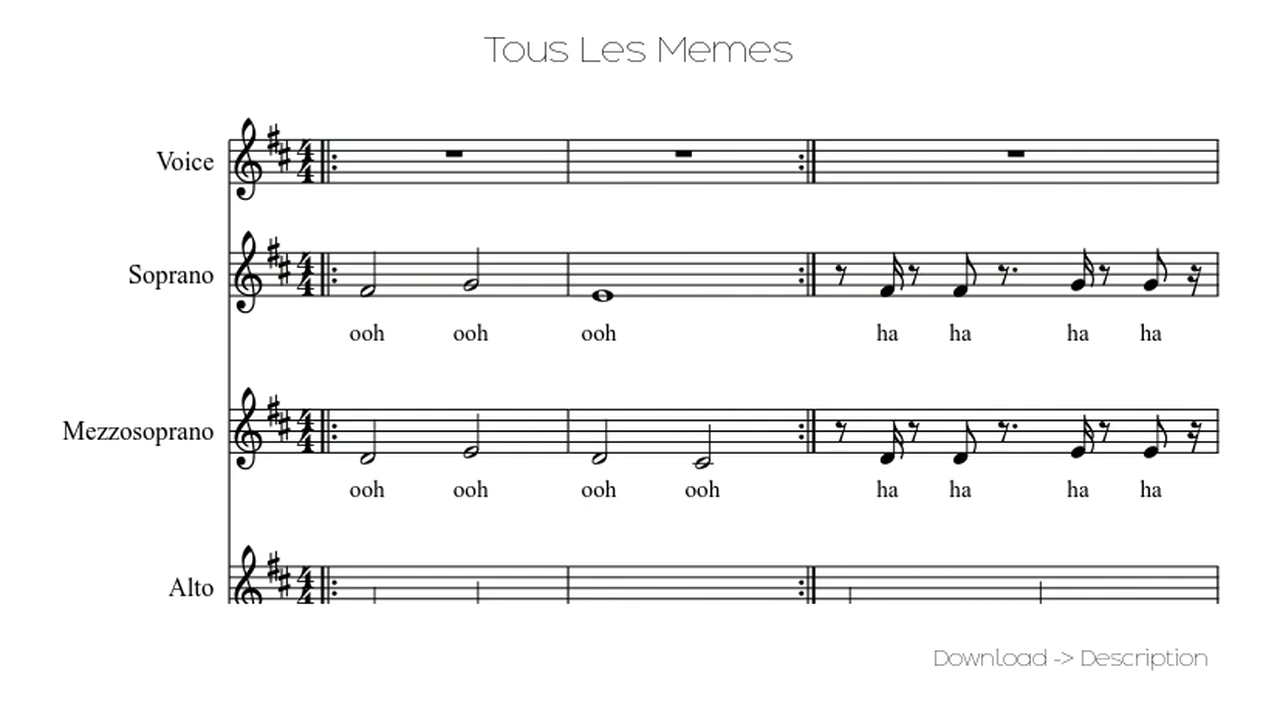 Tous Les Memes
Voice
Soprano
ooh ooh ooh ha ha ha ha
Mezzosoprano
ooh ooh ooh ooh ha ha ha ha
Alto
Download -> Description